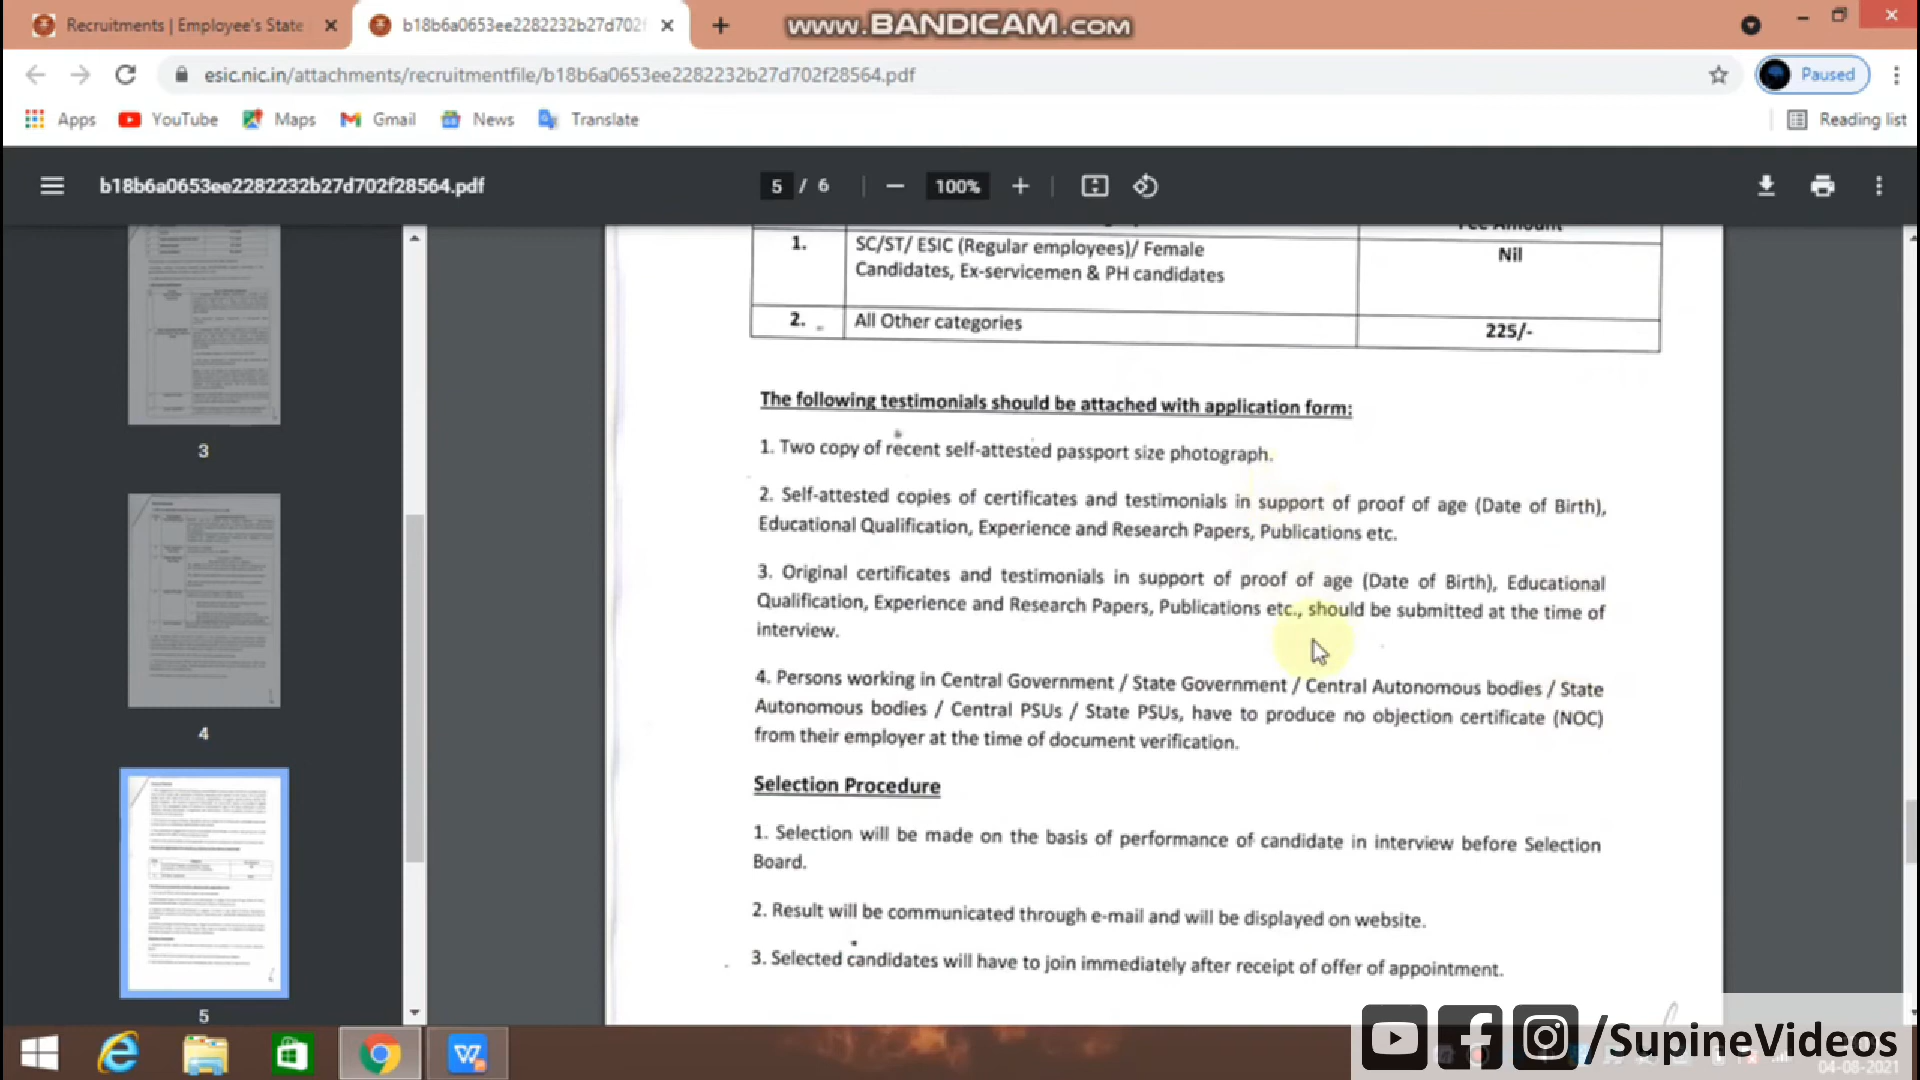 Recruitments | Employee's State
b18b6a0653ee2282232b27d702f
www.BANDICAM.com
esic.nic.in/attachments/recruitmentfile/b18b6a0653ee2282232b27d702f28564.pdf
Paused
Apps
YouTube
Maps
Gmail
News
Translate
Reading list
b18b6a0653ee2282232b27d702f28564.pdf
5 / 6
100%
3
4
5
Fee Amount
1.
SC/ST/ ESIC (Regular employees)/ Female
Candidates, Ex-servicemen & PH candidates
Nil
2.
All Other categories
225/-
The following testimonials should be attached with application form:
1. Two copy of recent self-attested passport size photograph.
2. Self-attested copies of certificates and testimonials in support of proof of age (Date of Birth),
Educational Qualification, Experience and Research Papers, Publications etc.
3. Original certificates and testimonials in support of proof of age (Date of Birth), Educational
Qualification, Experience and Research Papers, Publications etc., should be submitted at the time of
interview.
4. Persons working in Central Government / State Government / Central Autonomous bodies / State
Autonomous bodies / Central PSUs / State PSUs, have to produce no objection certificate (NOC)
from their employer at the time of document verification.
Selection Procedure
1. Selection will be made on the basis of performance of candidate in interview before Selection
Board.
2. Result will be communicated through e-mail and will be displayed on website.
3. Selected candidates will have to join immediately after receipt of offer of appointment.
/SupineVideos
04-08-2021